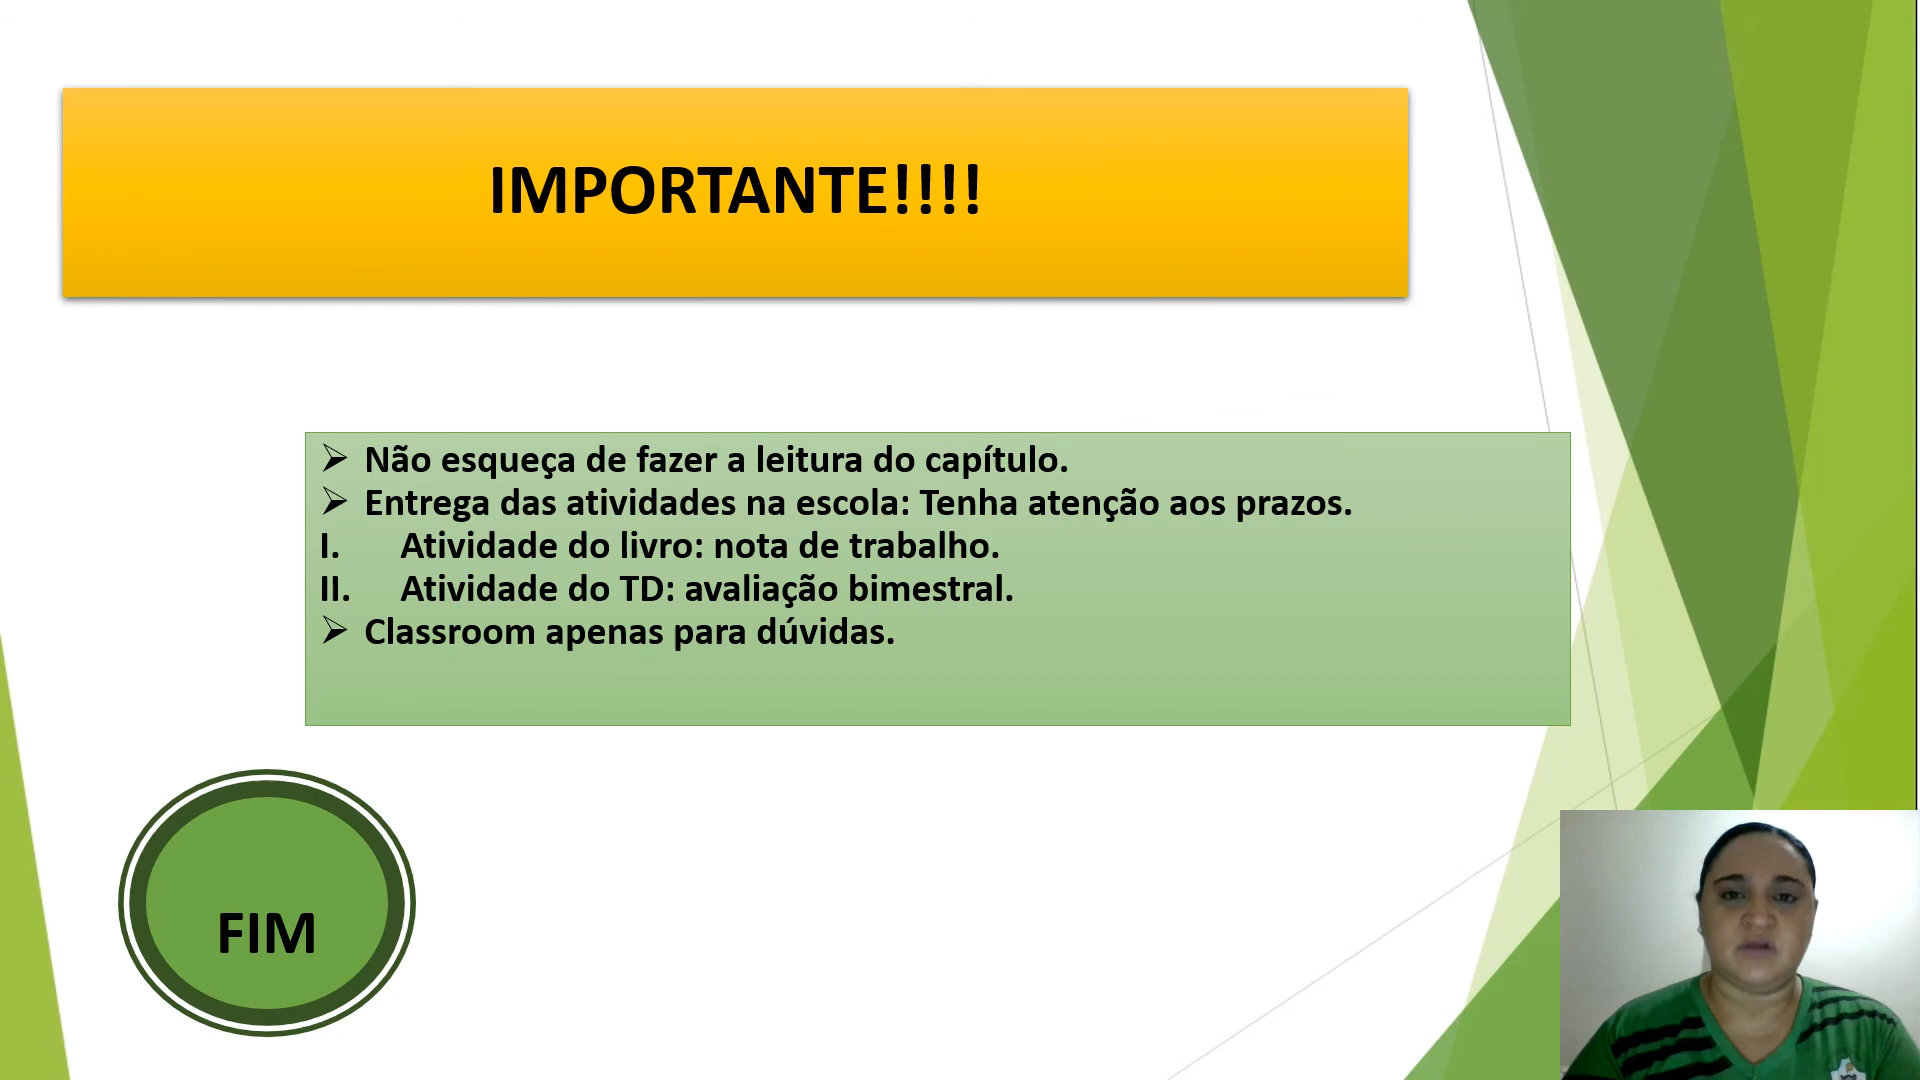 IMPORTANTE!!!!
➢ Não esqueça de fazer a leitura do capítulo.
➢ Entrega das atividades na escola: Tenha atenção aos prazos.
I. Atividade do livro: nota de trabalho.
II. Atividade do TD: avaliação bimestral.
➢ Classroom apenas para dúvidas.
FIM